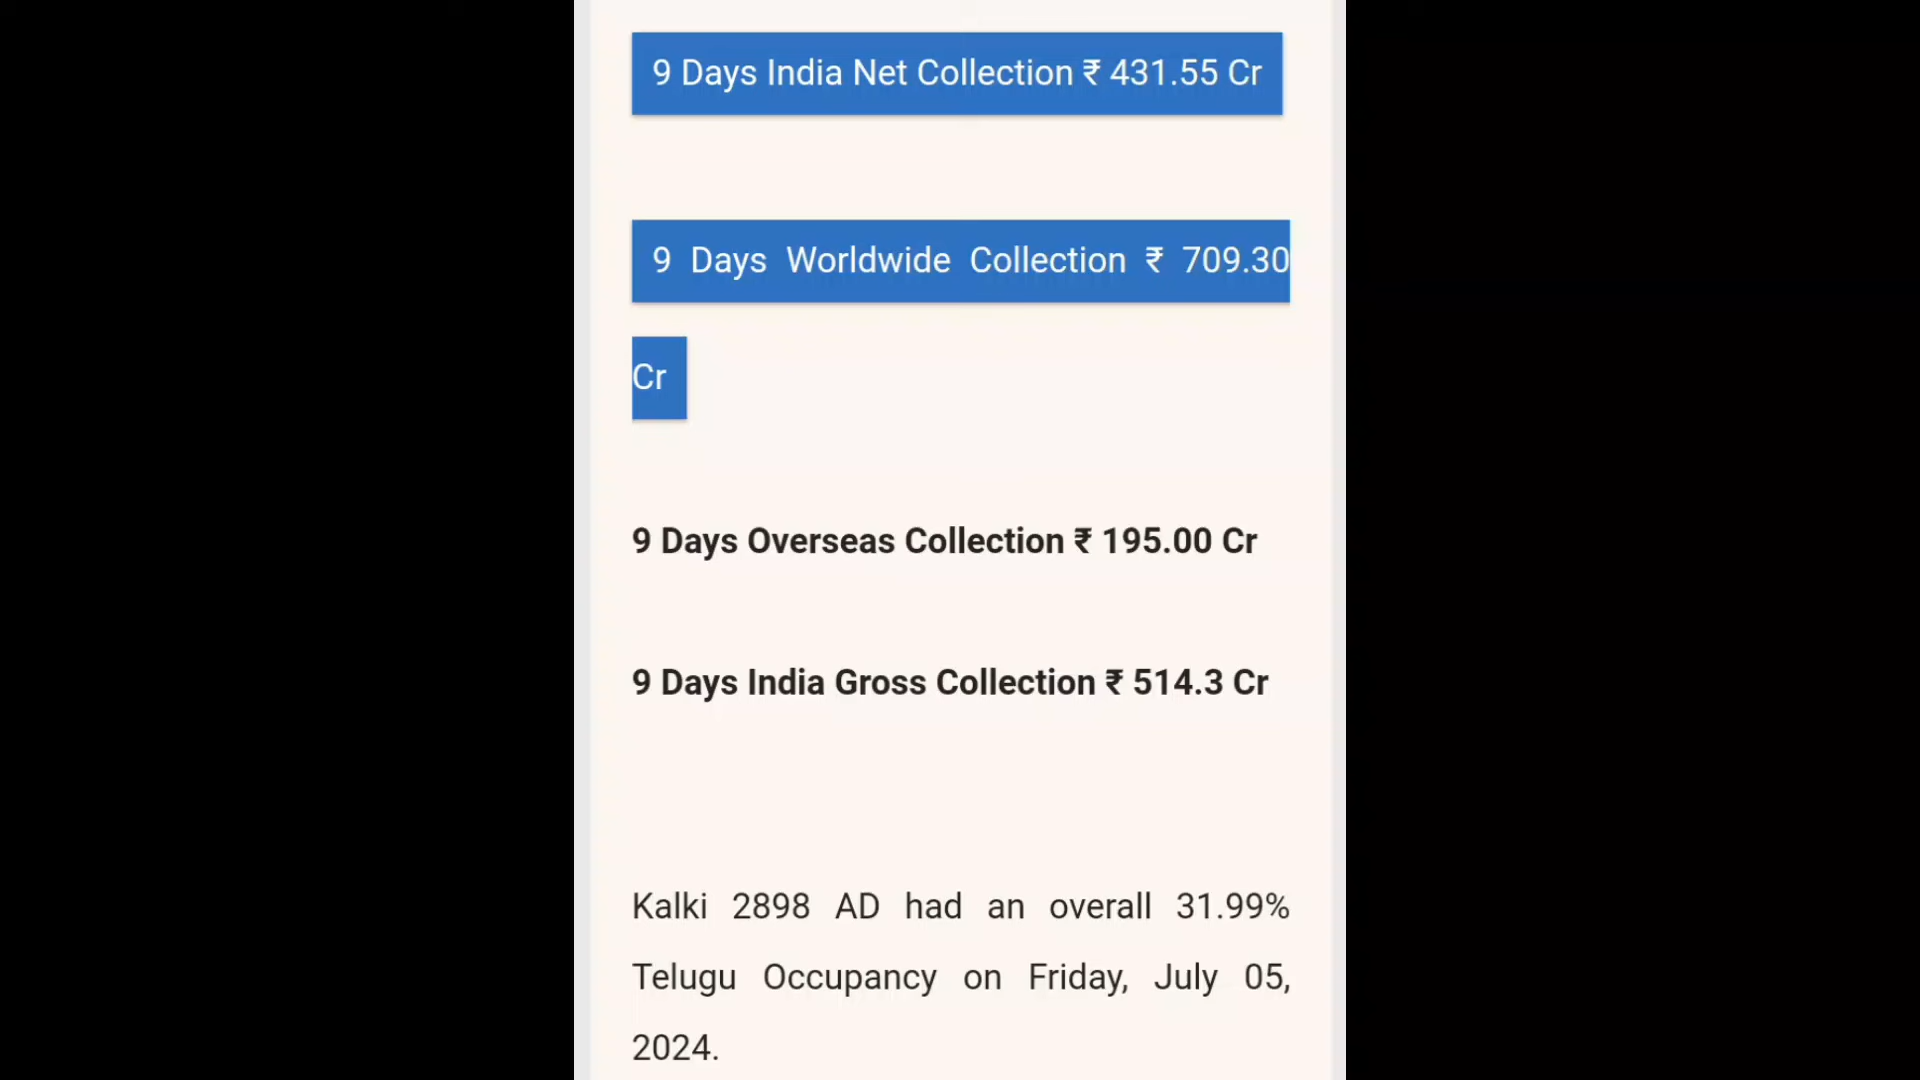 9 Days India Net Collection ₹ 431.55 Cr
9 Days Worldwide Collection ₹ 709.30
Cr
9 Days Overseas Collection ₹ 195.00 Cr
9 Days India Gross Collection ₹ 514.3 Cr
Kalki 2898 AD had an overall 31.99%
Telugu Occupancy on Friday, July 05,
2024.